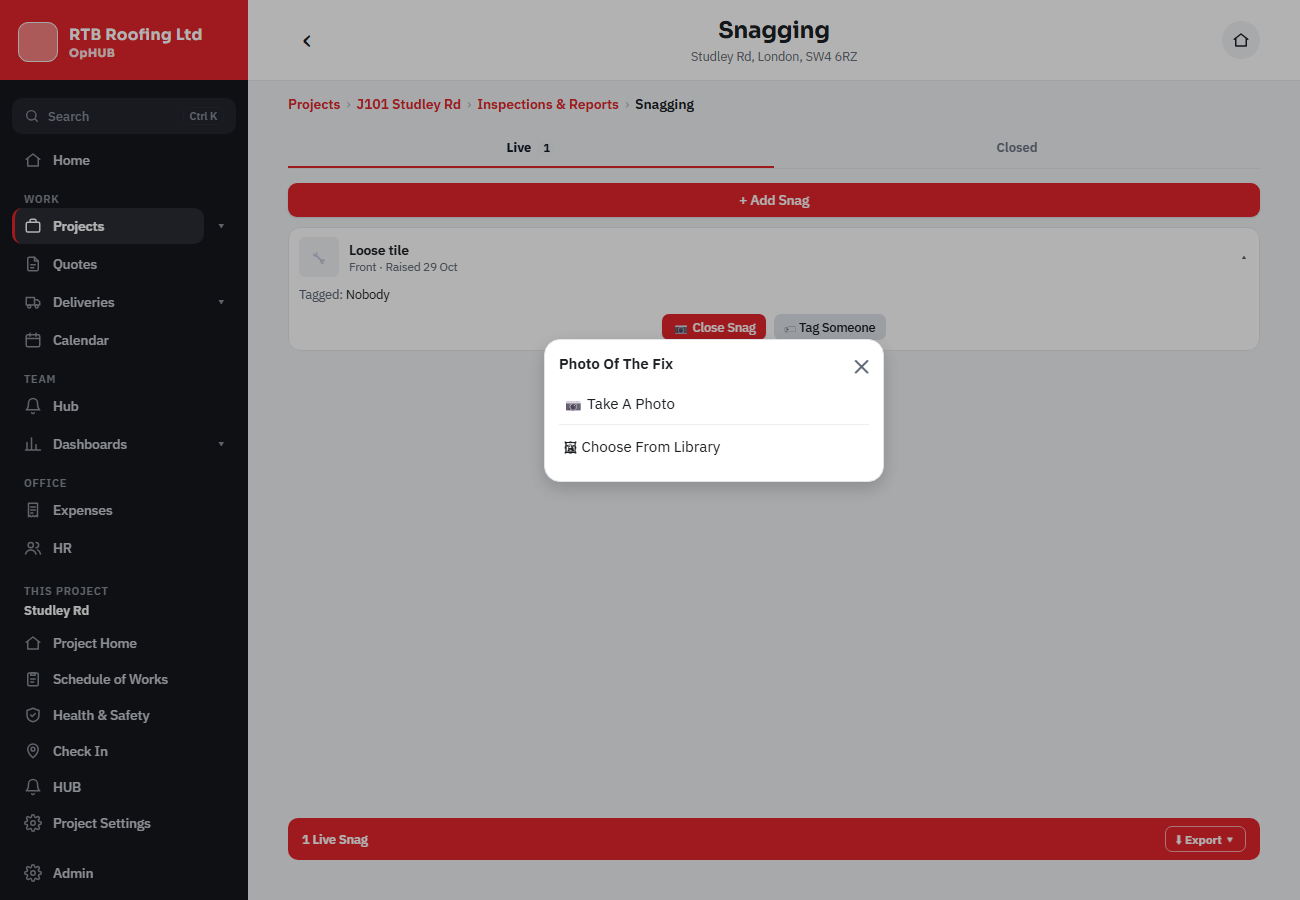 RTB Roofing Ltd
OpHUB
Search Ctrl K
Home
WORK
Projects
Quotes
Deliveries
Calendar
TEAM
Hub
Dashboards
OFFICE
Expenses
HR
THIS PROJECT
Studley Rd
Project Home
Schedule of Works
Health & Safety
Check In
HUB
Project Settings
Admin
Snagging
Studley Rd, London, SW4 6RZ
Projects › J101 Studley Rd › Inspections & Reports › Snagging
Live 1 Closed
+ Add Snag
Loose tile
Front · Raised 29 Oct
Tagged: Nobody
Close Snag Tag Someone
Photo Of The Fix
Take A Photo
Choose From Library
1 Live Snag Export